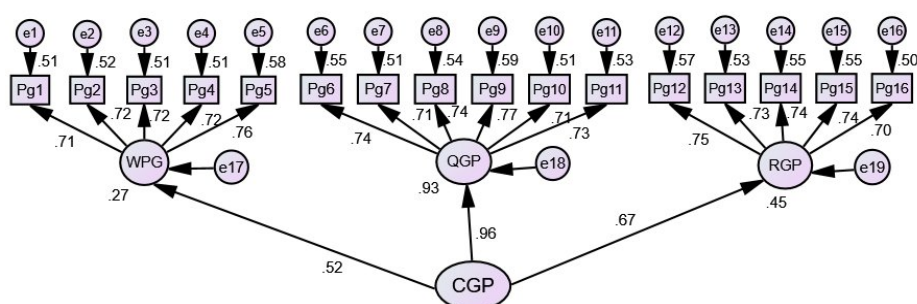 e1 e2 e3 e4 e5 e6 e7 e8 e9 e10 e11 e12 e13 e14 e15 e16
.51 .52 .51 .51 .58 .55 .51 .54 .59 .51 .53 .57 .53 .55 .55 .50
Pg1 Pg2 Pg3 Pg4 Pg5 Pg6 Pg7 Pg8 Pg9 Pg10 Pg11 Pg12 Pg13 Pg14 Pg15 Pg16
.71 .72 .72 .72 .76 .74 .71 .74 .77 .71 .73 .75 .73 .74 .74 .70
WPG e17 QGP e18 RGP e19
.27 .93 .45
.52 .96 .67
CGP